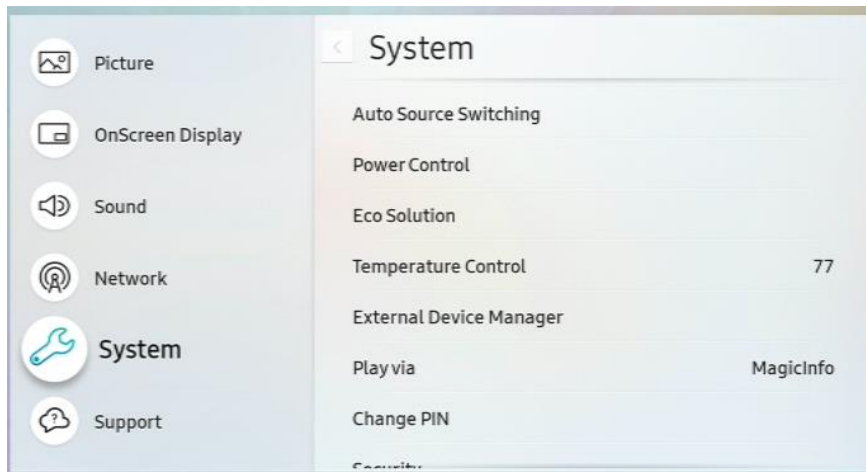 Picture
OnScreen Display
Sound
Network
System
Support
System
Auto Source Switching
Power Control
Eco Solution
Temperature Control 77
External Device Manager
Play via MagicInfo
Change PIN
Security